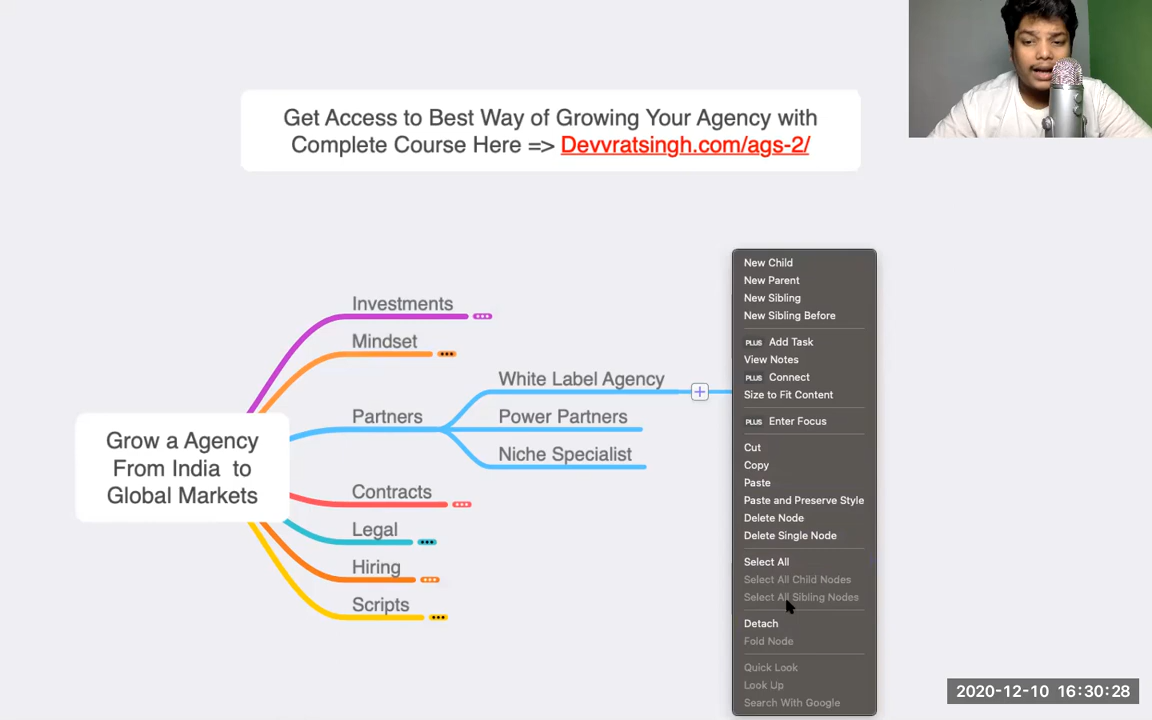 Get Access to Best Way of Growing Your Agency with
Complete Course Here => Devvratsingh.com/ags-2/
Grow a Agency
From India to
Global Markets
Investments
Mindset
Partners
White Label Agency
Power Partners
Niche Specialist
Contracts
Legal
Hiring
Scripts
New Child
New Parent
New Sibling
New Sibling Before
PLUS Add Task
View Notes
PLUS Connect
Size to Fit Content
PLUS Enter Focus
Cut
Copy
Paste
Paste and Preserve Style
Delete Node
Delete Single Node
Select All
Select All Child Nodes
Select All Sibling Nodes
Detach
Fold Node
Quick Look
Look Up
Search With Google
2020-12-10 16:30:28